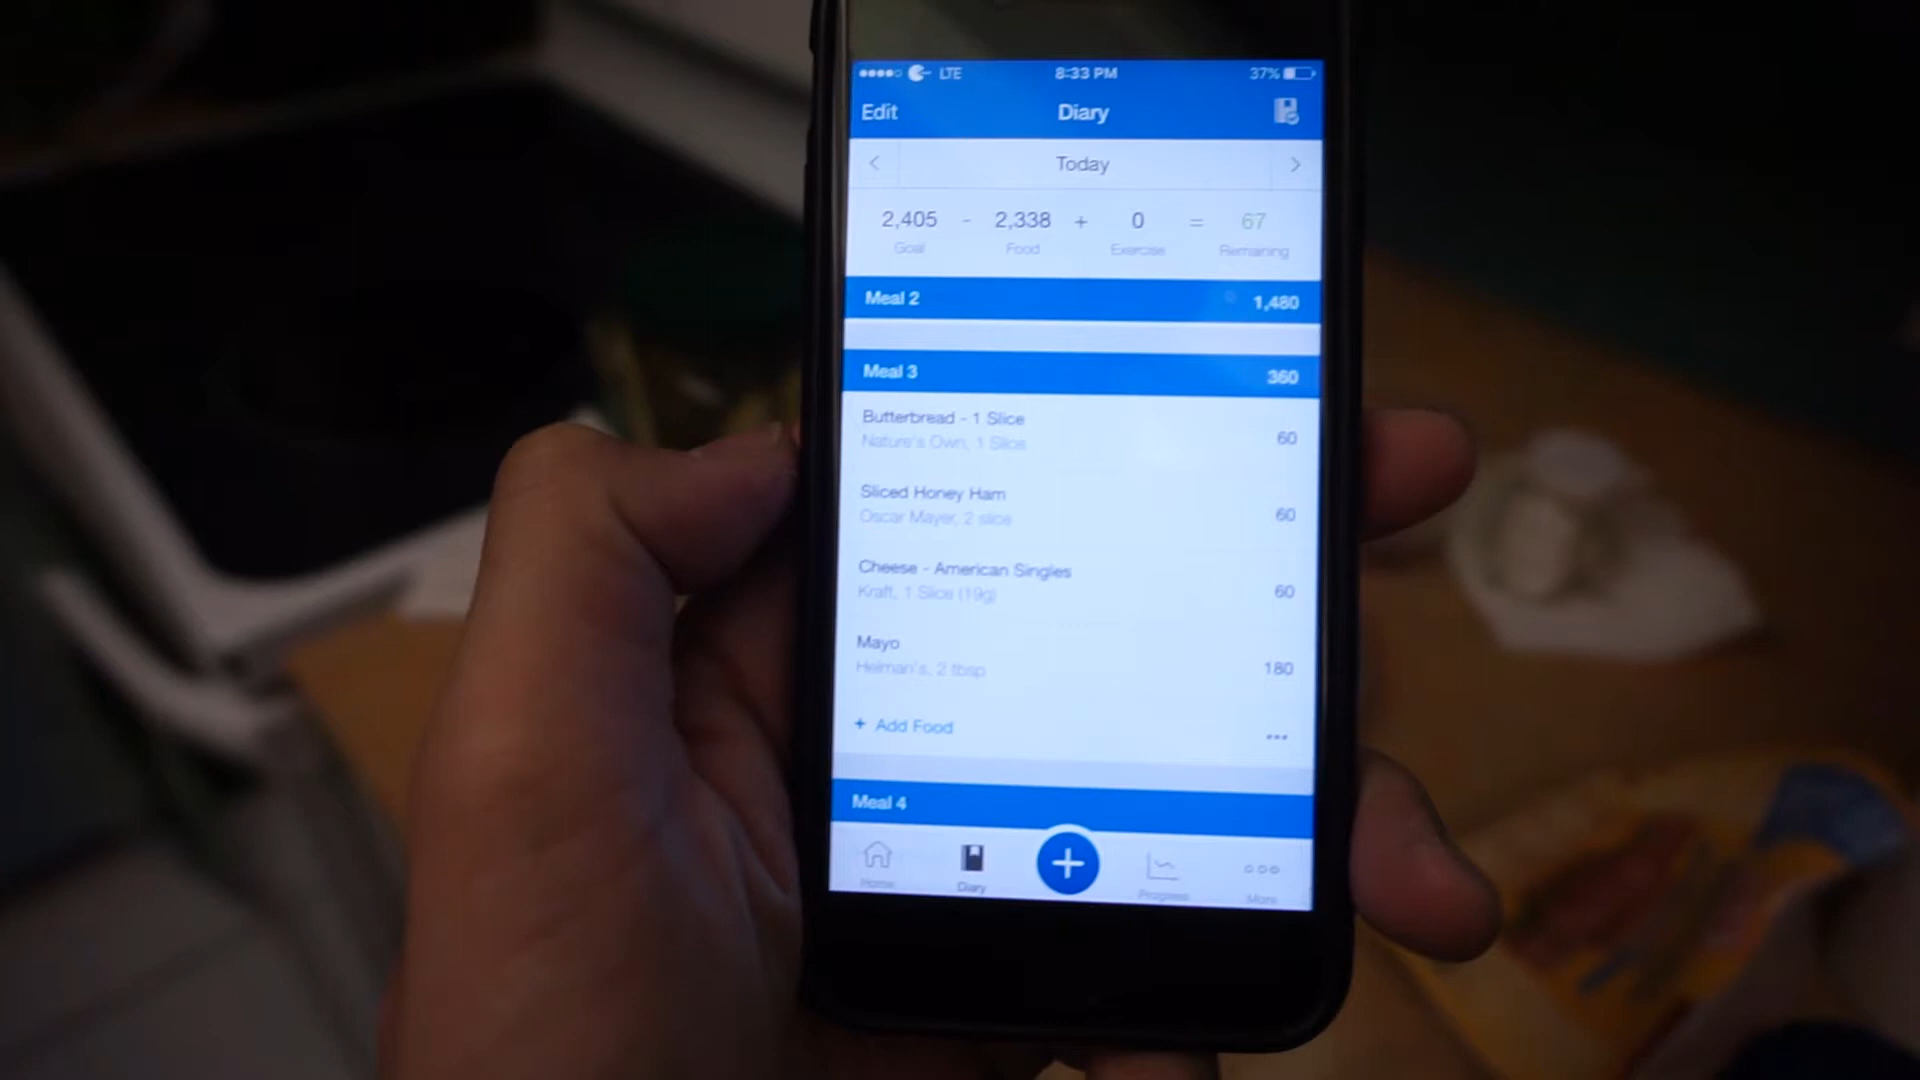 LTE 8:33 PM 37%
Edit Diary
Today
2,405 - 2,338 + 0 = 67
Goal Food Exercise Remaining
Meal 2 1,480
Meal 3 360
Butterbread - 1 Slice
Nature's Own, 1 Slice 60
Sliced Honey Ham
Oscar Mayer, 2 slice 60
Cheese - American Singles
Kraft, 1 Slice (19g) 60
Mayo
Helman's, 2 tbsp 180
+ Add Food
Meal 4
Home Diary Progress More